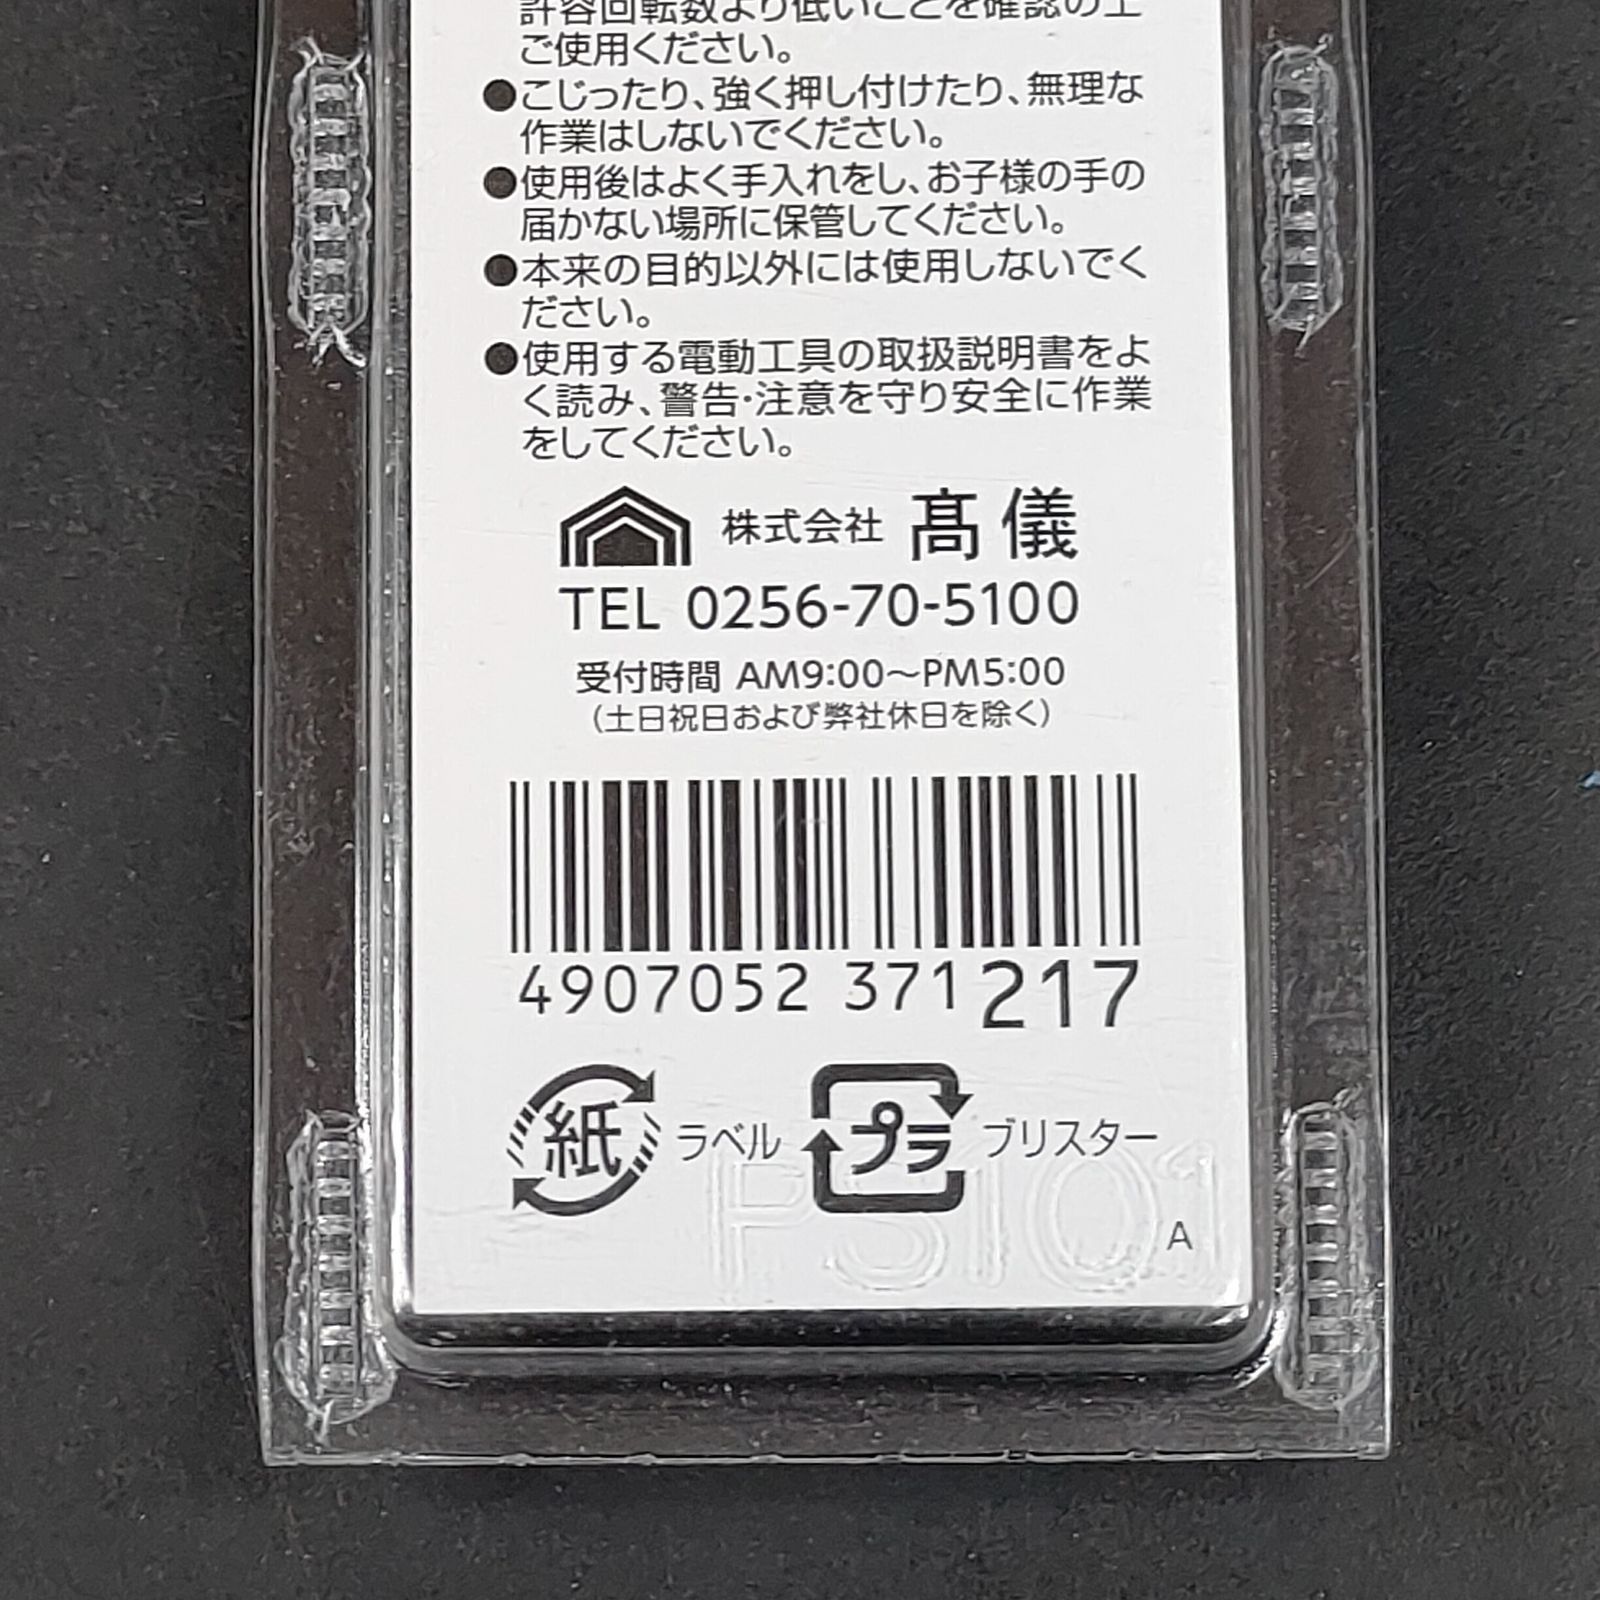 許容回転数より低いことを確認の上
ご使用ください。
●こじったり、強く押し付けたり、無理な
作業はしないでください。
●使用後はよく手入れをし、お子様の手の
届かない場所に保管してください。
●本来の目的以外には使用しないでく
ださい。
●使用する電動工具の取扱説明書をよ
く読み、警告・注意を守り安全に作業
をしてください。
株式会社 髙儀
TEL 0256-70-5100
受付時間 AM9:00〜PM5:00
(土日祝日および弊社休日を除く)
4907052 371217
紙 ラベル プラ ブリスター
PS101
A